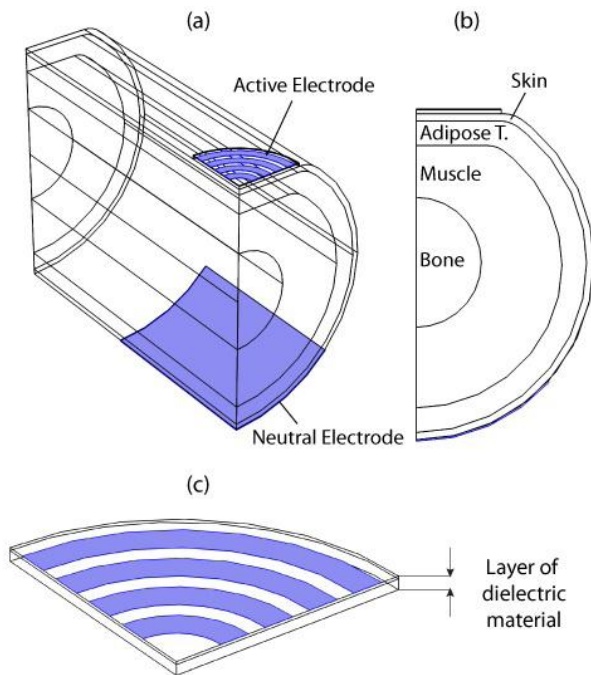 (a)
Active Electrode
Neutral Electrode
(b)
Skin
Adipose T.
Muscle
Bone
(c)
Layer of
dielectric
material